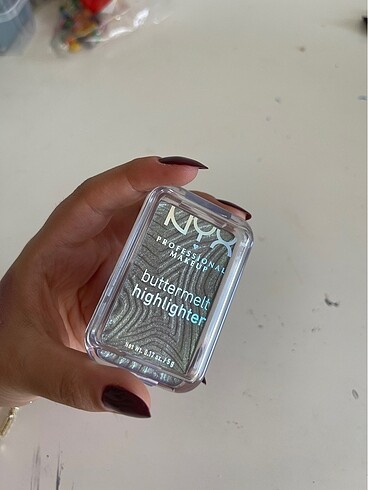 NYX
PROFESSIONAL
MAKEUP
buttermelt
highlighter
Net Wt. 0.17 oz. / 5 g